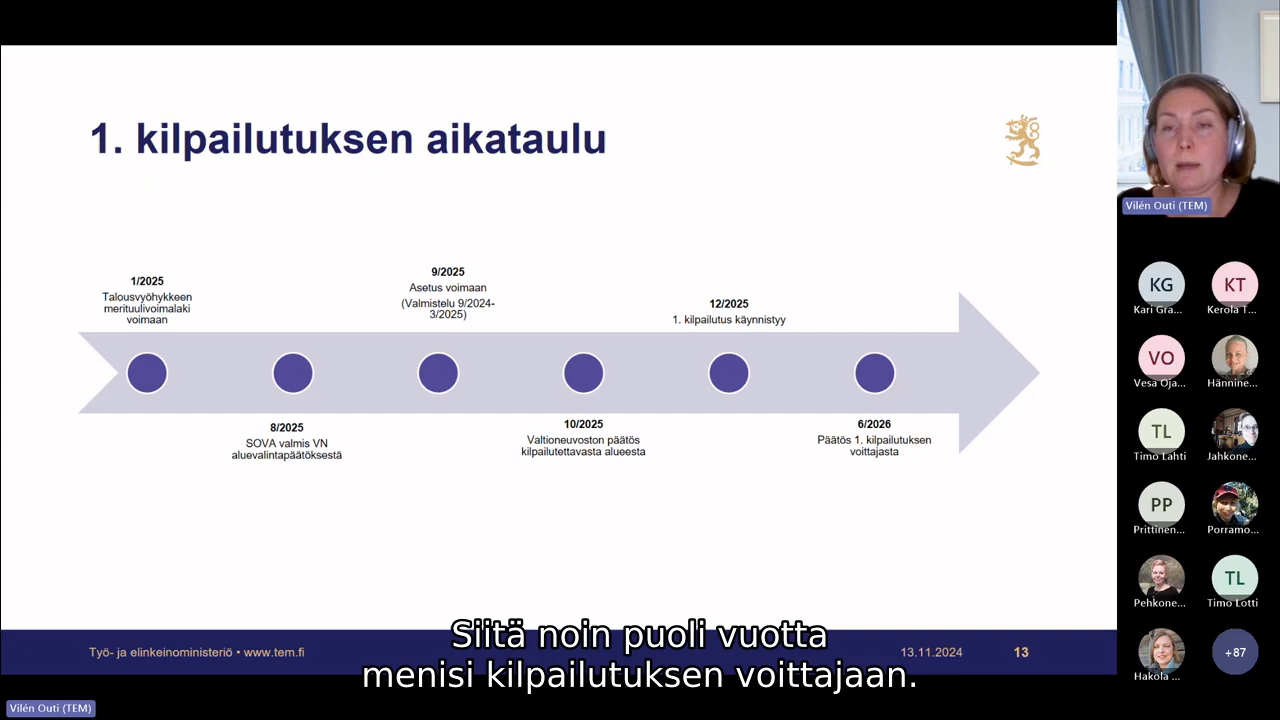 1. kilpailutuksen aikataulu
1/2025
Talousvyöhykkeen
merituulivoimalaki
voimaan
8/2025
SOVA valmis VN
aluevalintapäätöksestä
9/2025
Asetus voimaan
(Valmistelu 9/2024-
3/2025)
10/2025
Valtioneuvoston päätös
kilpailutettavasta alueesta
12/2025
1. kilpailutus käynnistyy
6/2026
Päätös 1. kilpailutuksen
voittajasta
Työ- ja elinkeinoministeriö • www.tem.fi
13.11.2024
13
Siitä noin puoli vuotta
menisi kilpailutuksen voittajaan.
Vilén Outi (TEM)
Vilén Outi (TEM)
KG
Kari Gra...
KT
Kerola T...
VO
Vesa Oja...
Hännine...
TL
Timo Lahti
Jahkone...
PP
Prittinen...
Porramo...
Pehkone...
TL
Timo Lotti
Hakola ...
+87